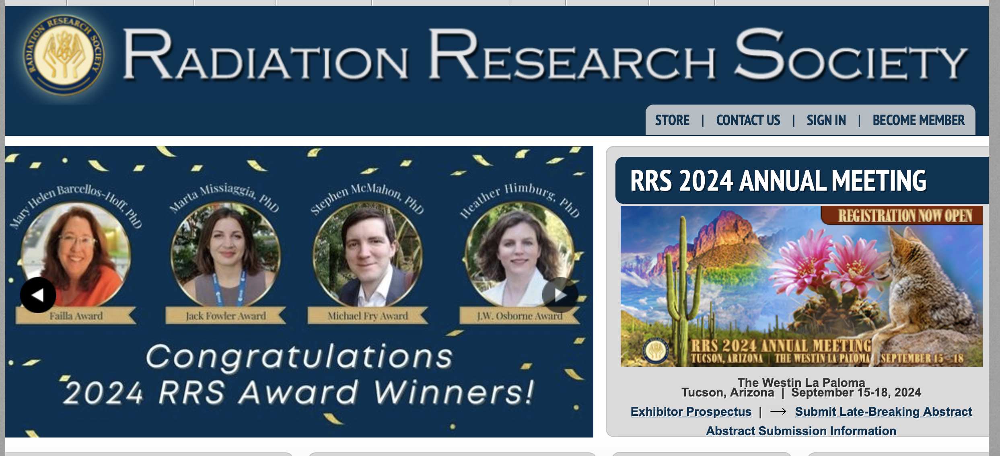 RADIATION RESEARCH SOCIETY
RADIATION RESEARCH SOCIETY
STORE | CONTACT US | SIGN IN | BECOME MEMBER
Mary Helen Barcellos-Hoff, PhD
Marta Missiaggia, PhD
Stephen McMahon, PhD
Heather Himburg, PhD
Failla Award
Jack Fowler Award
Michael Fry Award
J.W. Osborne Award
Congratulations
2024 RRS Award Winners!
RRS 2024 ANNUAL MEETING
REGISTRATION NOW OPEN
RRS 2024 ANNUAL MEETING
TUCSON, ARIZONA | THE WESTIN LA PALOMA | SEPTEMBER 15 - 18
The Westin La Paloma
Tucson, Arizona | September 15-18, 2024
Exhibitor Prospectus | → Submit Late-Breaking Abstract
Abstract Submission Information